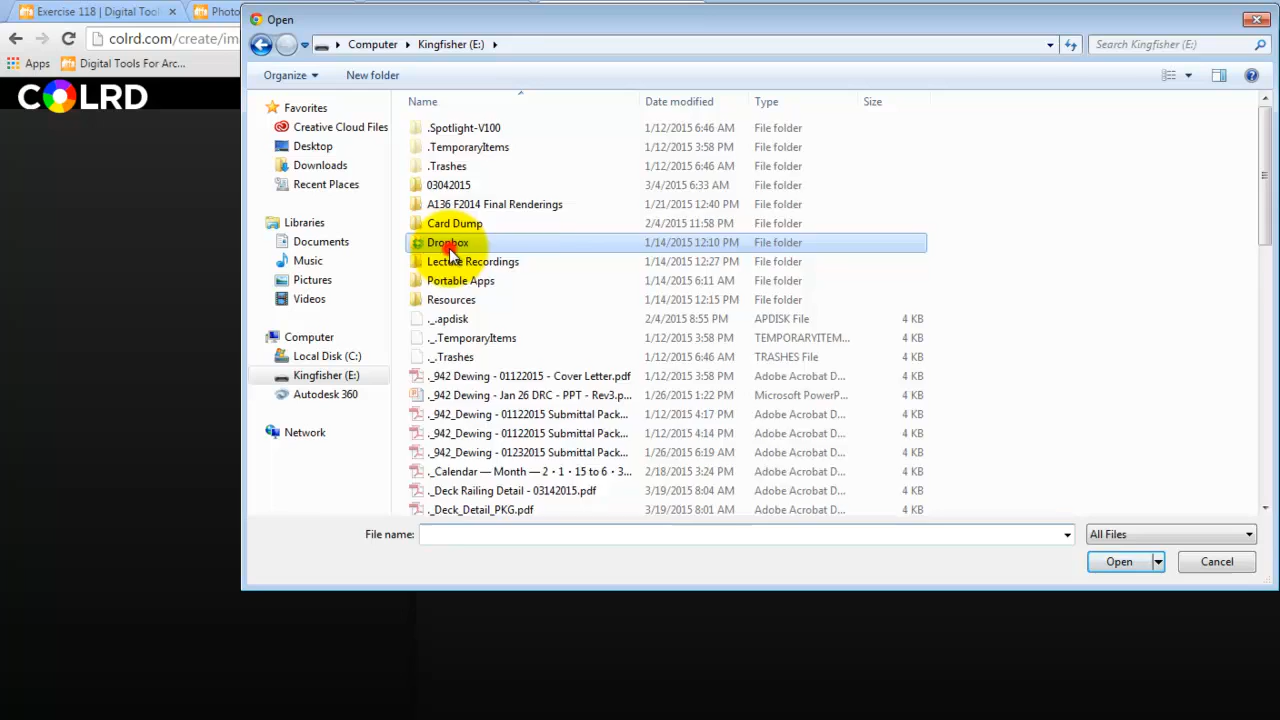 Exercise 118 | Digital Too
Photo
Open
colrd.com/create/im
Computer
Kingfisher (E:)
Search Kingfisher (E:)
Apps
Digital Tools For Arc...
Organize
New folder
COLRD
Name
Date modified
Type
Size
Favorites
Creative Cloud Files
Desktop
Downloads
Recent Places
Libraries
Documents
Music
Pictures
Videos
Computer
Local Disk (C:)
Kingfisher (E:)
Autodesk 360
Network
.Spotlight-V100 1/12/2015 6:46 AM File folder
.TemporaryItems 1/12/2015 3:58 PM File folder
.Trashes 1/12/2015 6:46 AM File folder
03042015 3/4/2015 6:33 AM File folder
A136 F2014 Final Renderings 1/21/2015 12:40 PM File folder
Card Dump 2/4/2015 11:58 PM File folder
Dropbox 1/14/2015 12:10 PM File folder
Lecture Recordings 1/14/2015 12:27 PM File folder
Portable Apps 1/14/2015 6:11 AM File folder
Resources 1/14/2015 12:15 PM File folder
._.apdisk 2/4/2015 8:55 PM APDISK File 4 KB
._.TemporaryItems 1/12/2015 3:58 PM TEMPORARYITEM... 4 KB
._.Trashes 1/12/2015 6:46 AM TRASHES File 4 KB
._942 Dewing - 01122015 - Cover Letter.pdf 1/12/2015 3:58 PM Adobe Acrobat D... 4 KB
._942 Dewing - Jan 26 DRC - PPT - Rev3.p... 1/26/2015 1:22 PM Microsoft PowerP... 4 KB
._942_Dewing - 01122015 Submittal Pack... 1/12/2015 4:17 PM Adobe Acrobat D... 4 KB
._942_Dewing - 01122015 Submittal Pack... 1/12/2015 4:14 PM Adobe Acrobat D... 4 KB
._942_Dewing - 01232015 Submittal Pack... 1/26/2015 6:19 AM Adobe Acrobat D... 4 KB
._Calendar — Month — 2・1・15 to 6・3... 2/18/2015 3:24 PM Adobe Acrobat D... 4 KB
._Deck Railing Detail - 03142015.pdf 3/19/2015 8:04 AM Adobe Acrobat D... 4 KB
._Deck_Detail_PKG.pdf 3/19/2015 8:01 AM Adobe Acrobat D... 4 KB
File name:
All Files
Open
Cancel